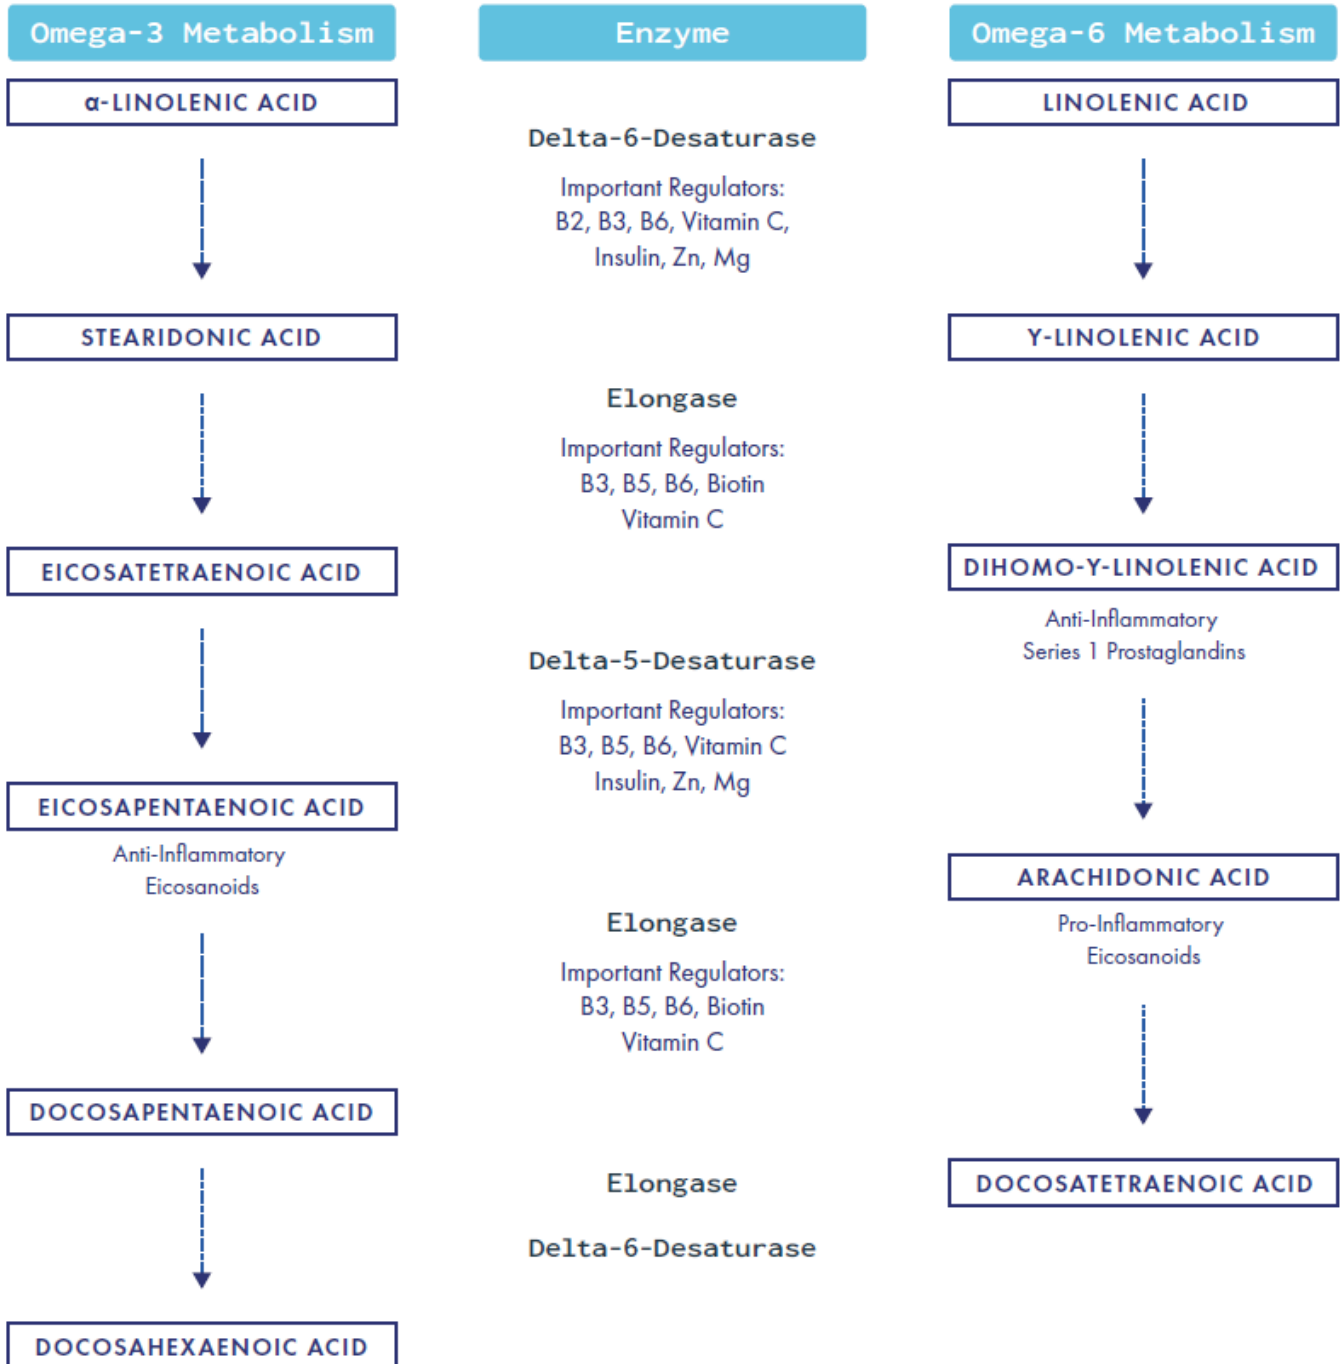 Omega-3 Metabolism
Enzyme
Omega-6 Metabolism
α-LINOLENIC ACID
LINOLENIC ACID
Delta-6-Desaturase
Important Regulators:
B2, B3, B6, Vitamin C,
Insulin, Zn, Mg
STEARIDONIC ACID
Y-LINOLENIC ACID
Elongase
Important Regulators:
B3, B5, B6, Biotin
Vitamin C
EICOSATETRAENOIC ACID
DIHOMO-Y-LINOLENIC ACID
Anti-Inflammatory
Series 1 Prostaglandins
Delta-5-Desaturase
Important Regulators:
B3, B5, B6, Vitamin C
Insulin, Zn, Mg
EICOSAPENTAENOIC ACID
Anti-Inflammatory
Eicosanoids
ARACHIDONIC ACID
Pro-Inflammatory
Eicosanoids
Elongase
Important Regulators:
B3, B5, B6, Biotin
Vitamin C
DOCOSAPENTAENOIC ACID
Elongase
DOCOSATETRAENOIC ACID
Delta-6-Desaturase
DOCOSAHEXAENOIC ACID